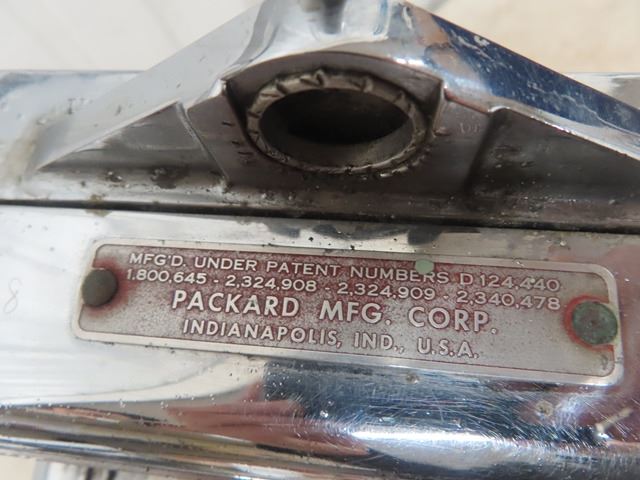 MFG'D. UNDER PATENT NUMBERS D 124,440
1,800,645 - 2,324,908 - 2,324,909 - 2,340,478
PACKARD MFG. CORP.
INDIANAPOLIS, IND., U.S.A.
8